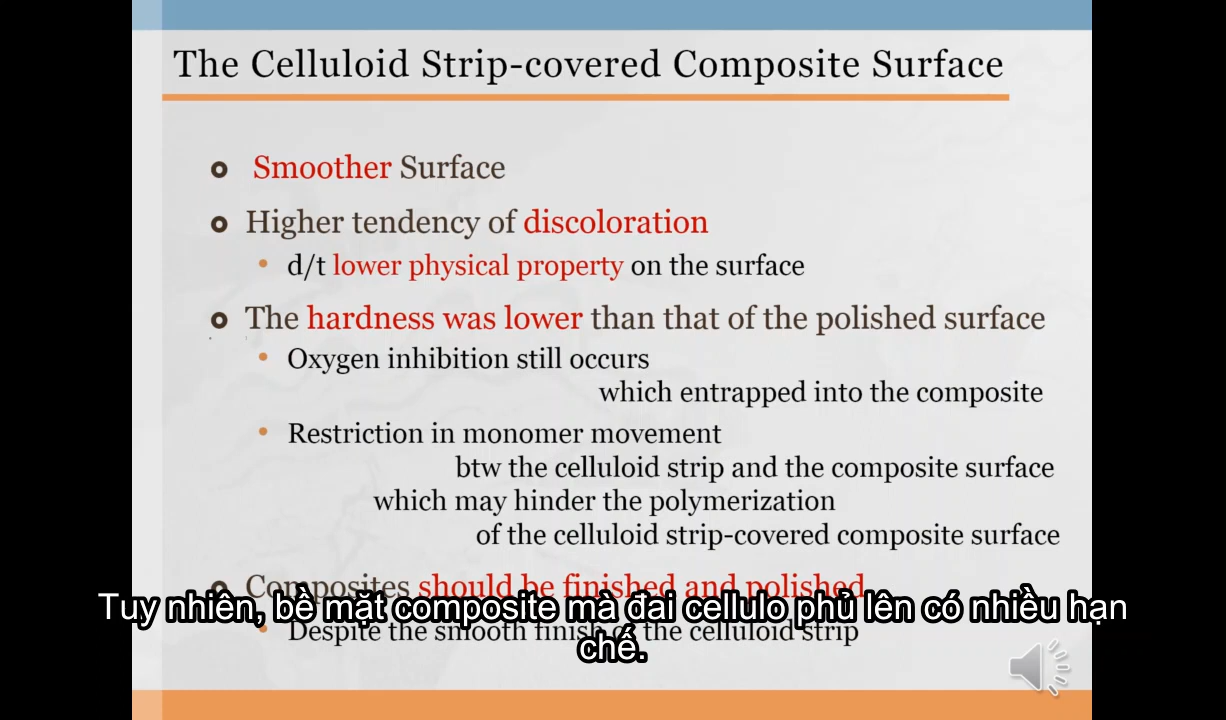 The Celluloid Strip-covered Composite Surface
Smoother Surface
Higher tendency of discoloration
d/t lower physical property on the surface
The hardness was lower than that of the polished surface
Oxygen inhibition still occurs
which entrapped into the composite
Restriction in monomer movement
btw the celluloid strip and the composite surface
which may hinder the polymerization
of the celluloid strip-covered composite surface
Composites should be finished and polished
Tuy nhiên, bề mặt composite mà đai cellulo phủ lên có nhiều hạn
Despite the smooth finish of the celluloid strip
chế.